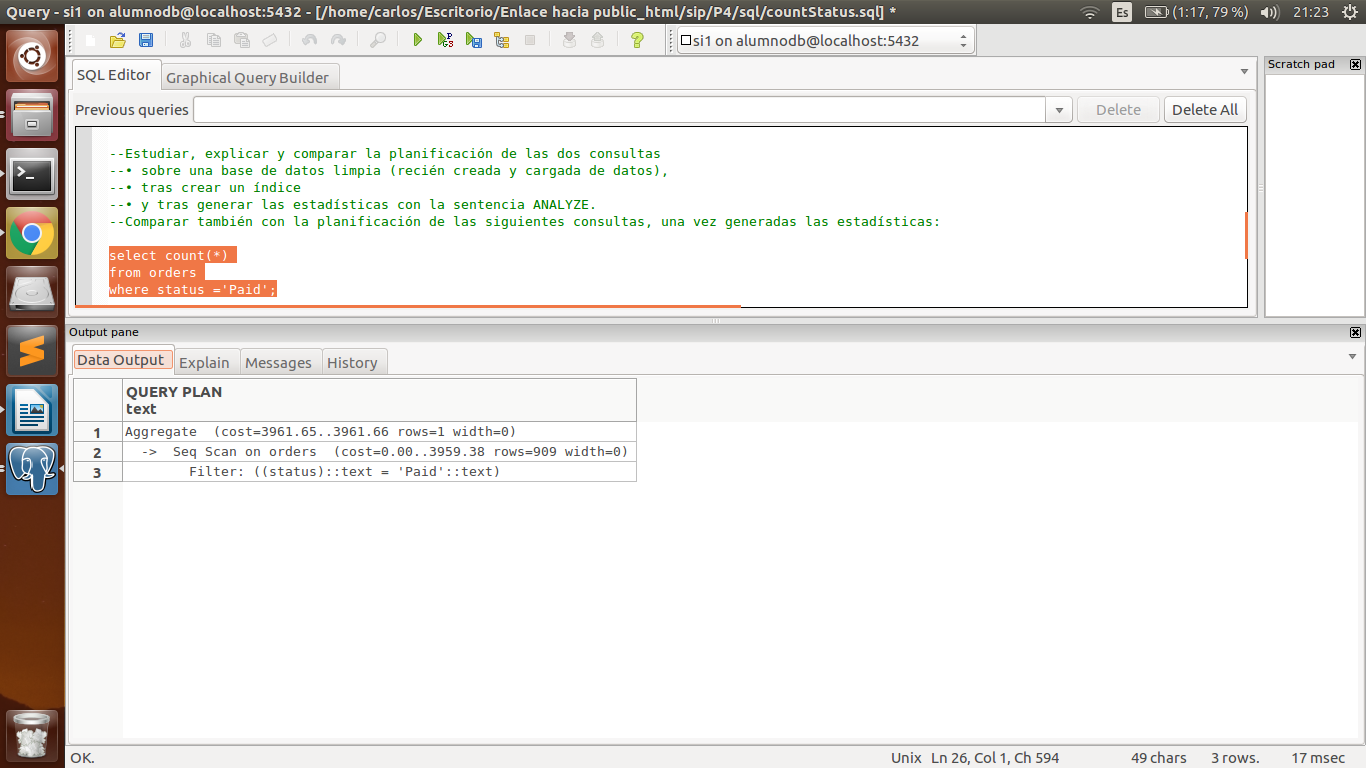 Query - si1 on alumnodb@localhost:5432 - [/home/carlos/Escritorio/Enlace hacia public_html/sip/P4/sql/countStatus.sql] *
Es
(1:17, 79 %)
21:23
si1 on alumnodb@localhost:5432
SQL Editor
Graphical Query Builder
Scratch pad
Previous queries
Delete
Delete All
--Estudiar, explicar y comparar la planificación de las dos consultas
--• sobre una base de datos limpia (recién creada y cargada de datos),
--• tras crear un índice
--• y tras generar las estadísticas con la sentencia ANALYZE.
--Comparar también con la planificación de las siguientes consultas, una vez generadas las estadísticas:
select count(*)
from orders
where status ='Paid';
Output pane
Data Output
Explain
Messages
History
QUERY PLAN
text
1 Aggregate  (cost=3961.65..3961.66 rows=1 width=0)
2 ->  Seq Scan on orders  (cost=0.00..3959.38 rows=909 width=0)
3 Filter: ((status)::text = 'Paid'::text)
OK.
Unix
Ln 26, Col 1, Ch 594
49 chars
3 rows.
17 msec